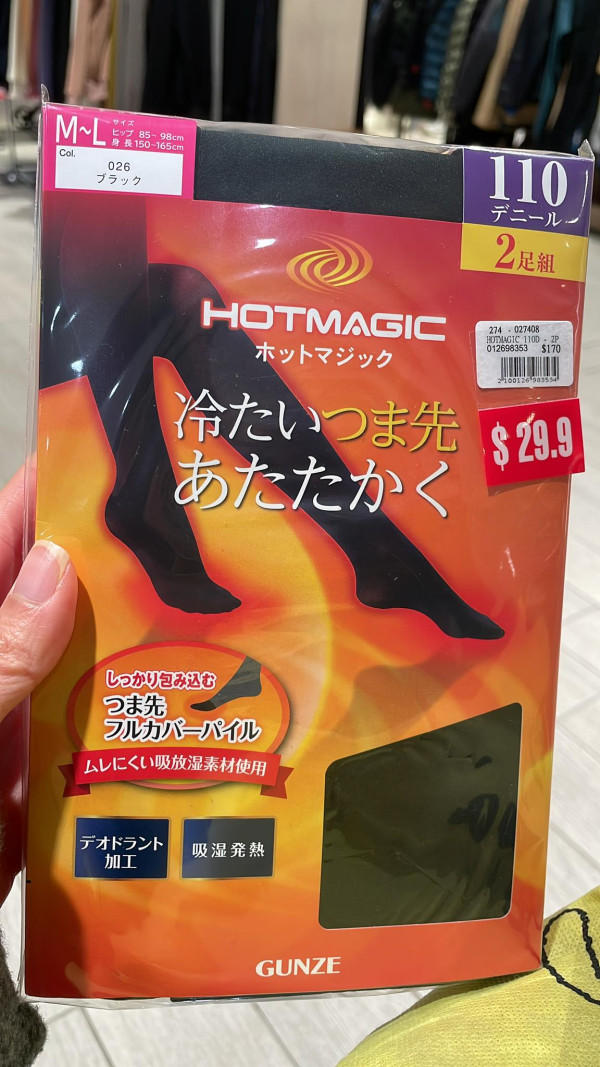 M~L
サイズ
ヒップ 85~98cm
身長150~165cm
Col.
026
ブラック
110
デニール
2足組
HOTMAGIC
ホットマジック
274 - 027408
HOTMAGIC 110D - 2P
012698353 $170
2100126983534
$ 29.9
冷たいつま先
あたたかく
しっかり包み込む
つま先
フルカバーパイル
ムレにくい吸放湿素材使用
デオドラント
加工
吸湿発熱
GUNZE